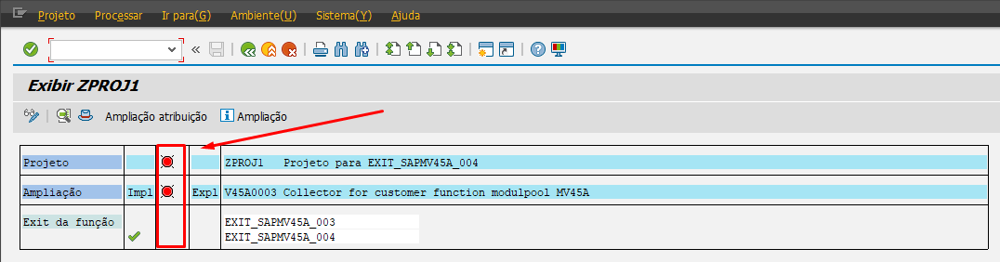 Projeto Processar Ir para(G) Ambiente(U) Sistema(Y) Ajuda
Exibir ZPROJ1
Ampliação atribuição Ampliação
Projeto ZPROJ1 Projeto para EXIT_SAPMV45A_004
Ampliação Impl Expl V45A0003 Collector for customer function modulpool MV45A
Exit da função EXIT_SAPMV45A_003
EXIT_SAPMV45A_004